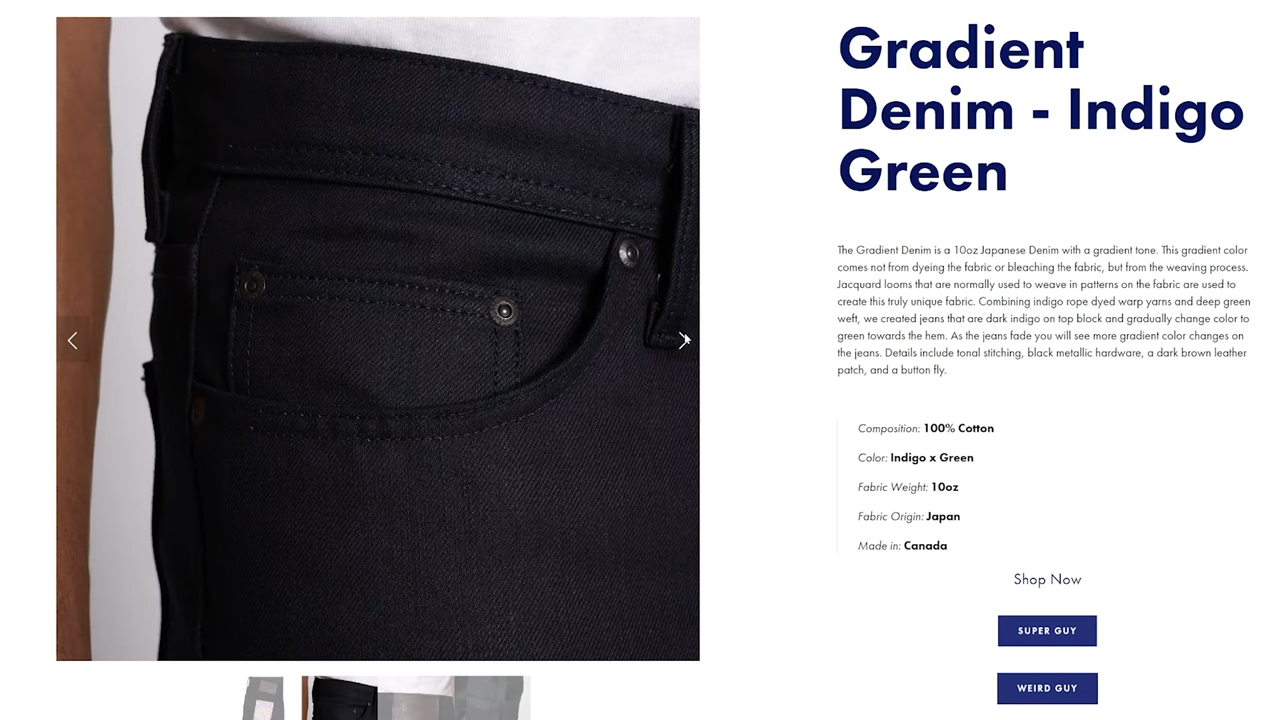 Gradient
Denim - Indigo
Green
The Gradient Denim is a 10oz Japanese Denim with a gradient tone. This gradient color
comes not from dyeing the fabric or bleaching the fabric, but from the weaving process.
Jacquard looms that are normally used to weave in patterns on the fabric are used to
create this truly unique fabric. Combining indigo rope dyed warp yarns and deep green
weft, we created jeans that are dark indigo on top block and gradually change color to
green towards the hem. As the jeans fade you will see more gradient color changes on
the jeans. Details include tonal stitching, black metallic hardware, a dark brown leather
patch, and a button fly.
Composition: 100% Cotton
Color: Indigo x Green
Fabric Weight: 10oz
Fabric Origin: Japan
Made in: Canada
Shop Now
SUPER GUY
WEIRD GUY